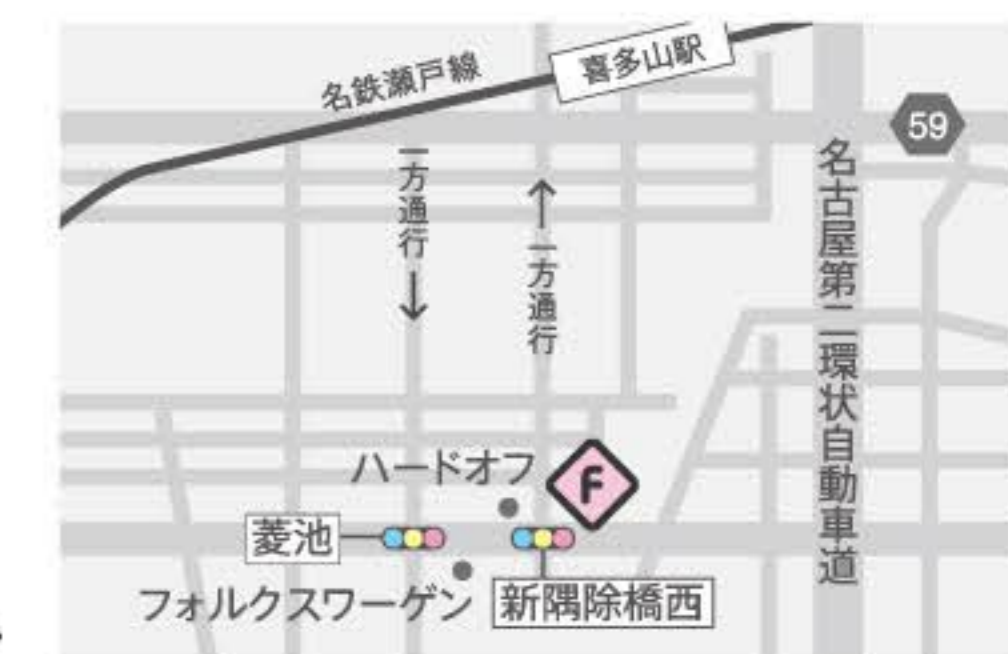 名鉄瀬戸線
喜多山駅
59
一方通行
一方通行
名古屋第二環状自動車道
ハードオフ
F
菱池
フォルクスワーゲン
新隅除橋西